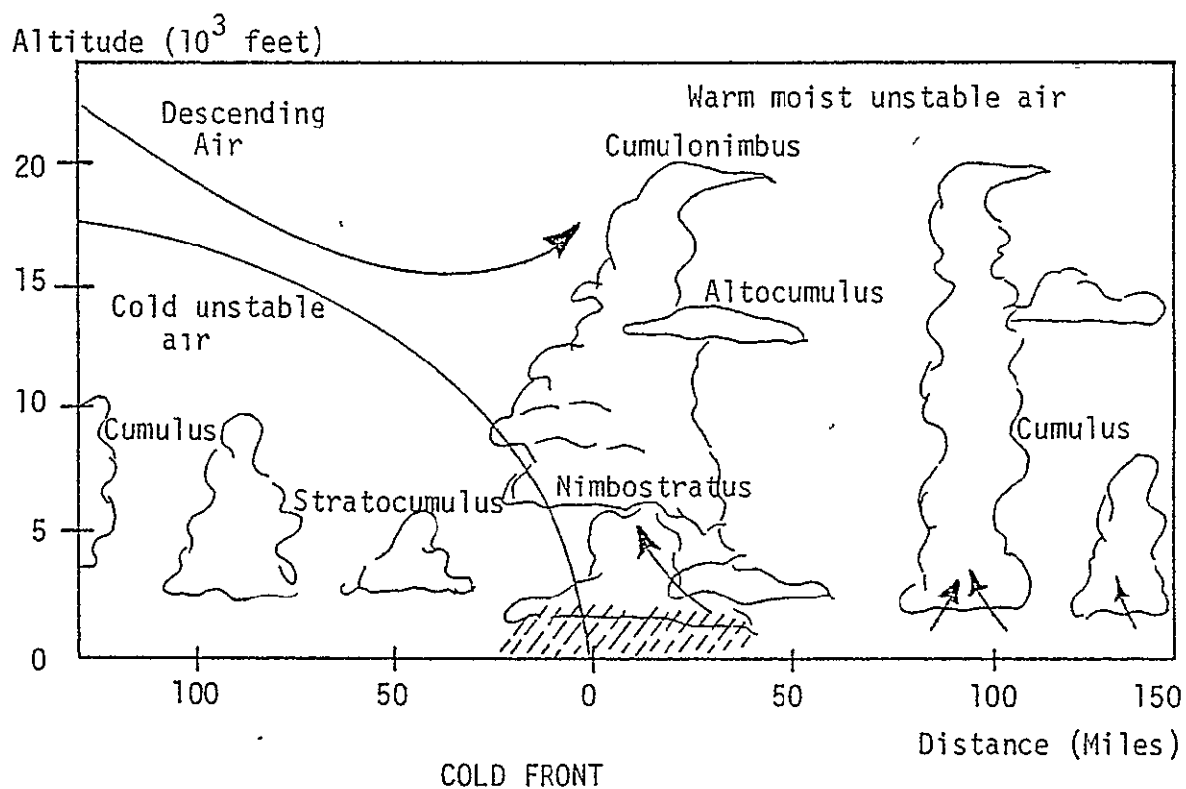 Altitude (10³ feet)
Warm moist unstable air
Descending
Air
Cumulonimbus
20
15
Altocumulus
Cold unstable
air
10
Cumulus
Cumulus
Nimbostratus
Stratocumulus
5
0
100
50
0
50
100
150
Distance (Miles)
COLD FRONT